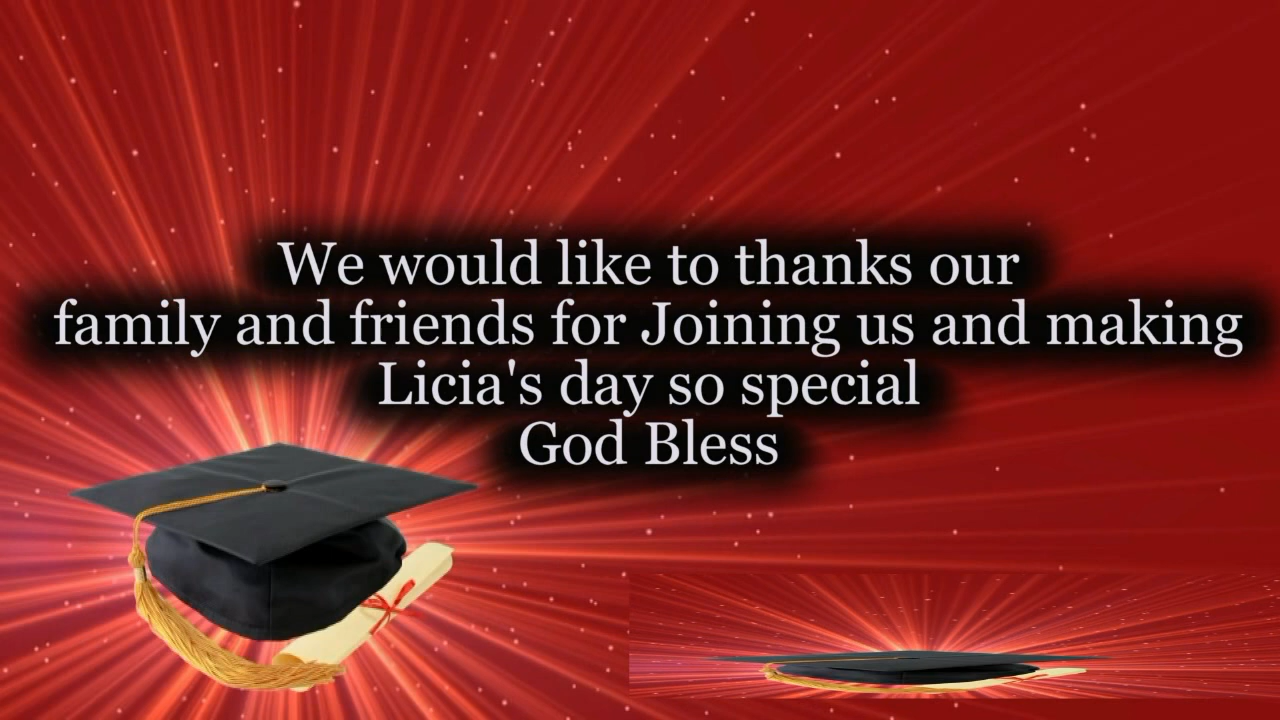 We would like to thanks our
family and friends for Joining us and making
Licia's day so special
God Bless